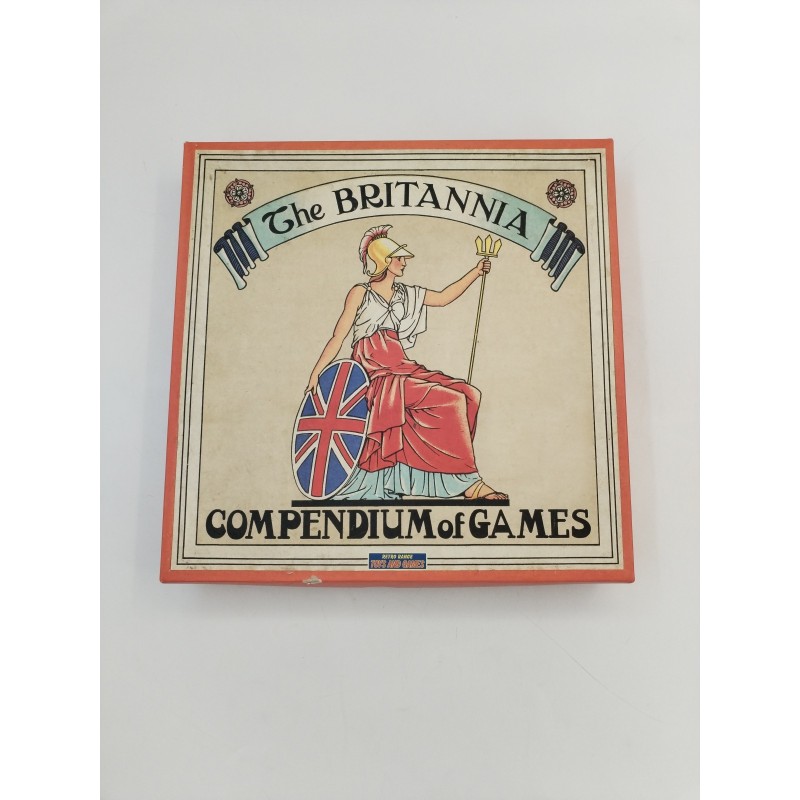 The BRITANNIA
COMPENDIUM of GAMES
RETRO RANGE
TOYS AND GAMES